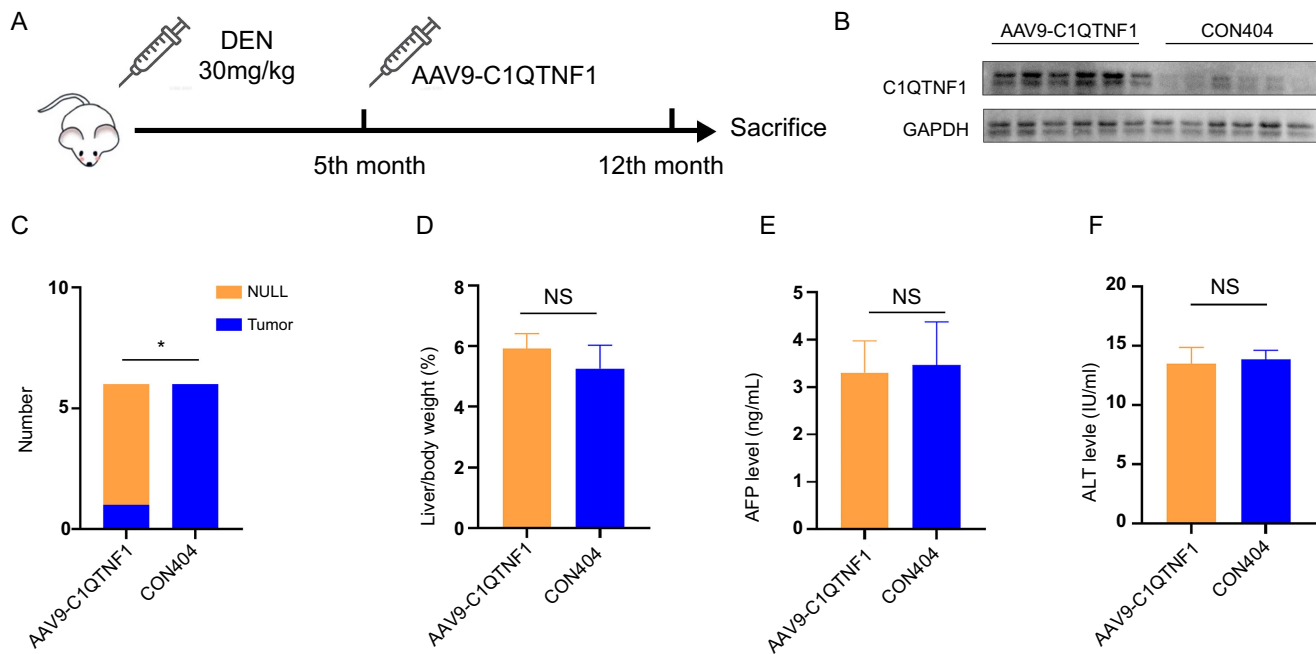 A
DEN
30mg/kg
AAV9-C1QTNF1
5th month
12th month
Sacrifice
B
AAV9-C1QTNF1
CON404
C1QTNF1
GAPDH
C
10
5
0
Number
NULL
Tumor
*
AAV9-C1QTNF1
CON404
D
8
6
4
2
0
Liver/body weight (%)
NS
AAV9-C1QTNF1
CON404
E
5
4
3
2
1
0
AFP level (ng/mL)
NS
AAV9-C1QTNF1
CON404
F
20
15
10
5
0
ALT levle (IU/ml)
NS
AAV9-C1QTNF1
CON404